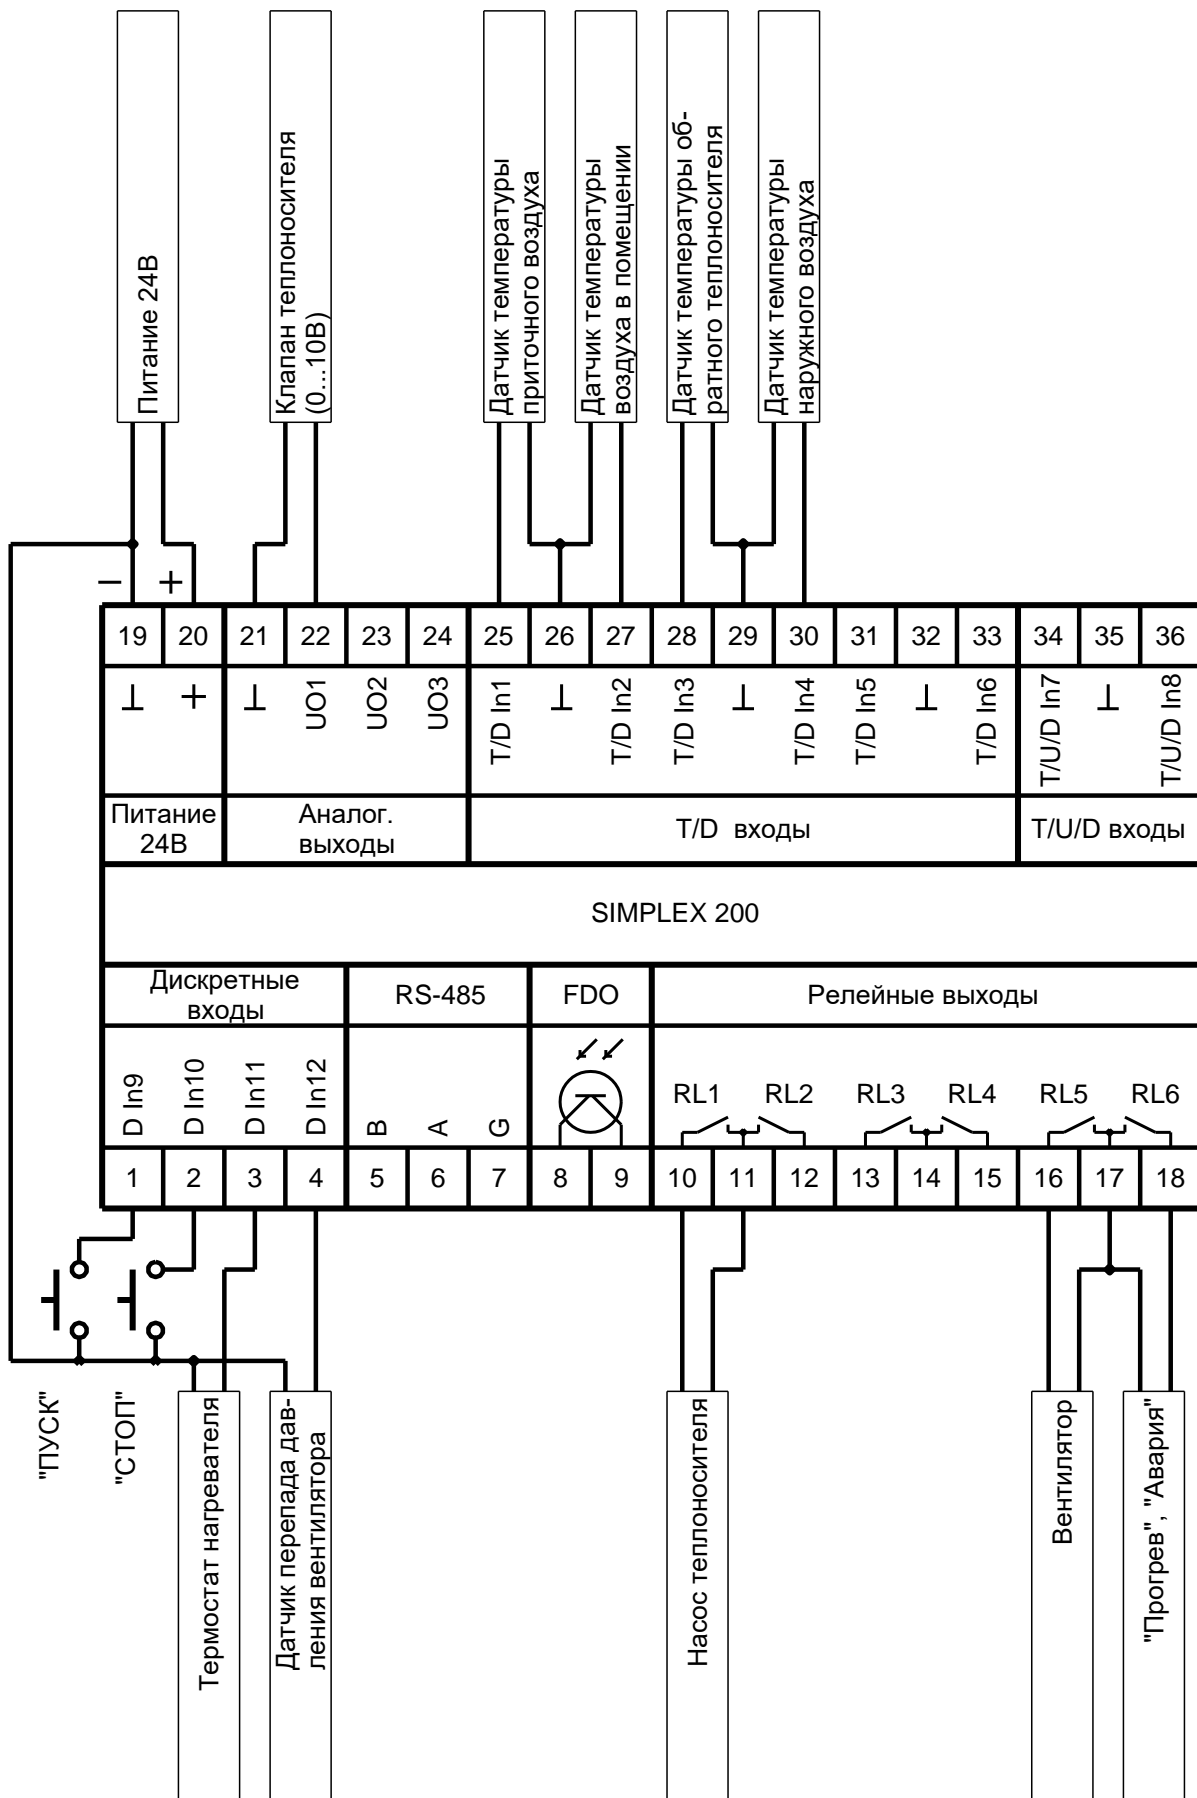 Питание 24В
Клапан теплоносителя
(0...10В)
Датчик температуры
приточного воздуха
Датчик температуры
воздуха в помещении
Датчик температуры об-
ратного теплоносителя
Датчик температуры
наружного воздуха
− +
19 20 21 22 23 24 25 26 27 28 29 30 31 32 33 34 35 36
⊥ + ⊥ UO1 UO2 UO3 T/D In1 ⊥ T/D In2 T/D In3 ⊥ T/D In4 T/D In5 ⊥ T/D In6 T/U/D In7 ⊥ T/U/D In8
Питание
24В
Аналог.
выходы
T/D входы
T/U/D входы
SIMPLEX 200
Дискретные
входы
RS-485
FDO
Релейные выходы
D In9 D In10 D In11 D In12 B A G RL1 RL2 RL3 RL4 RL5 RL6
1 2 3 4 5 6 7 8 9 10 11 12 13 14 15 16 17 18
"ПУСК"
"СТОП"
Термостат нагревателя
Датчик перепада дав-
ления вентилятора
Насос теплоносителя
Вентилятор
"Прогрев", "Авария"